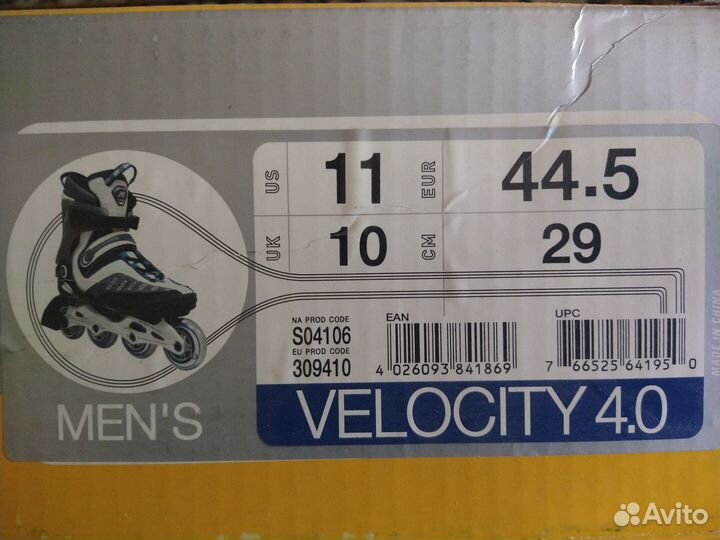 US 11 EUR 44.5
UK 10 CM 29
NA PROD CODE
S04106
EU PROD CODE
309410
EAN
4 026093 841869
UPC
7 66525 64195 0
MADE IN CHINA
MEN'S
VELOCITY 4.0
Avito